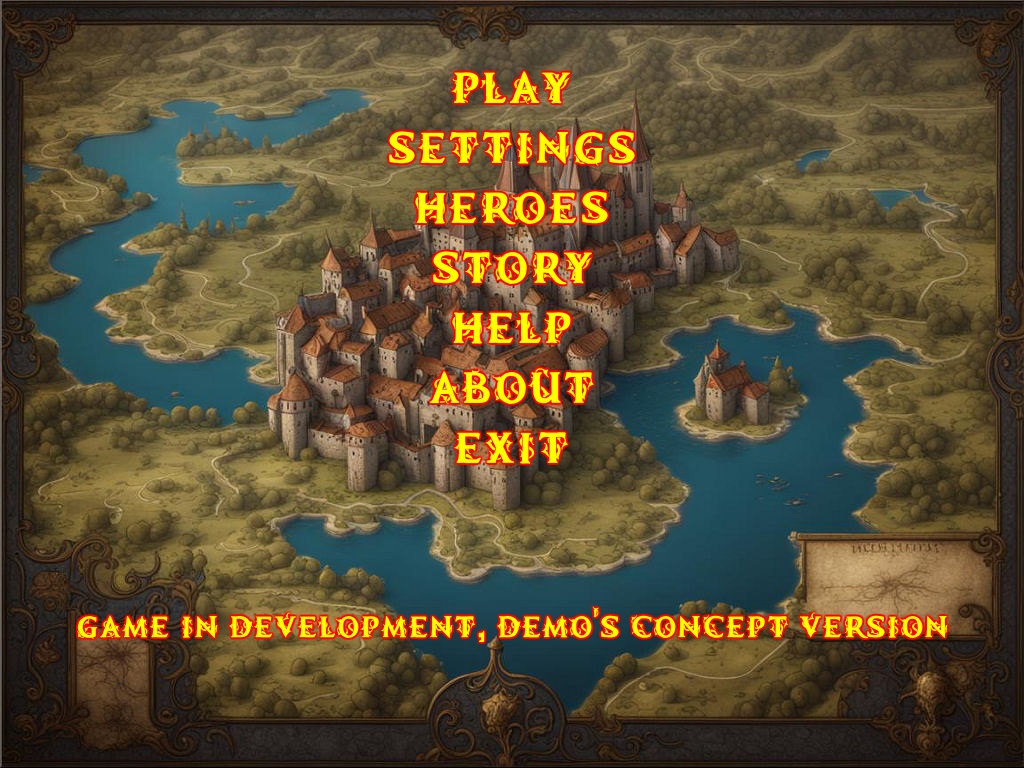 PLAY
SETTINGS
HEROES
STORY
HELP
ABOUT
EXIT
GAME IN DEVELOPMENT, DEMO'S CONCEPT VERSION